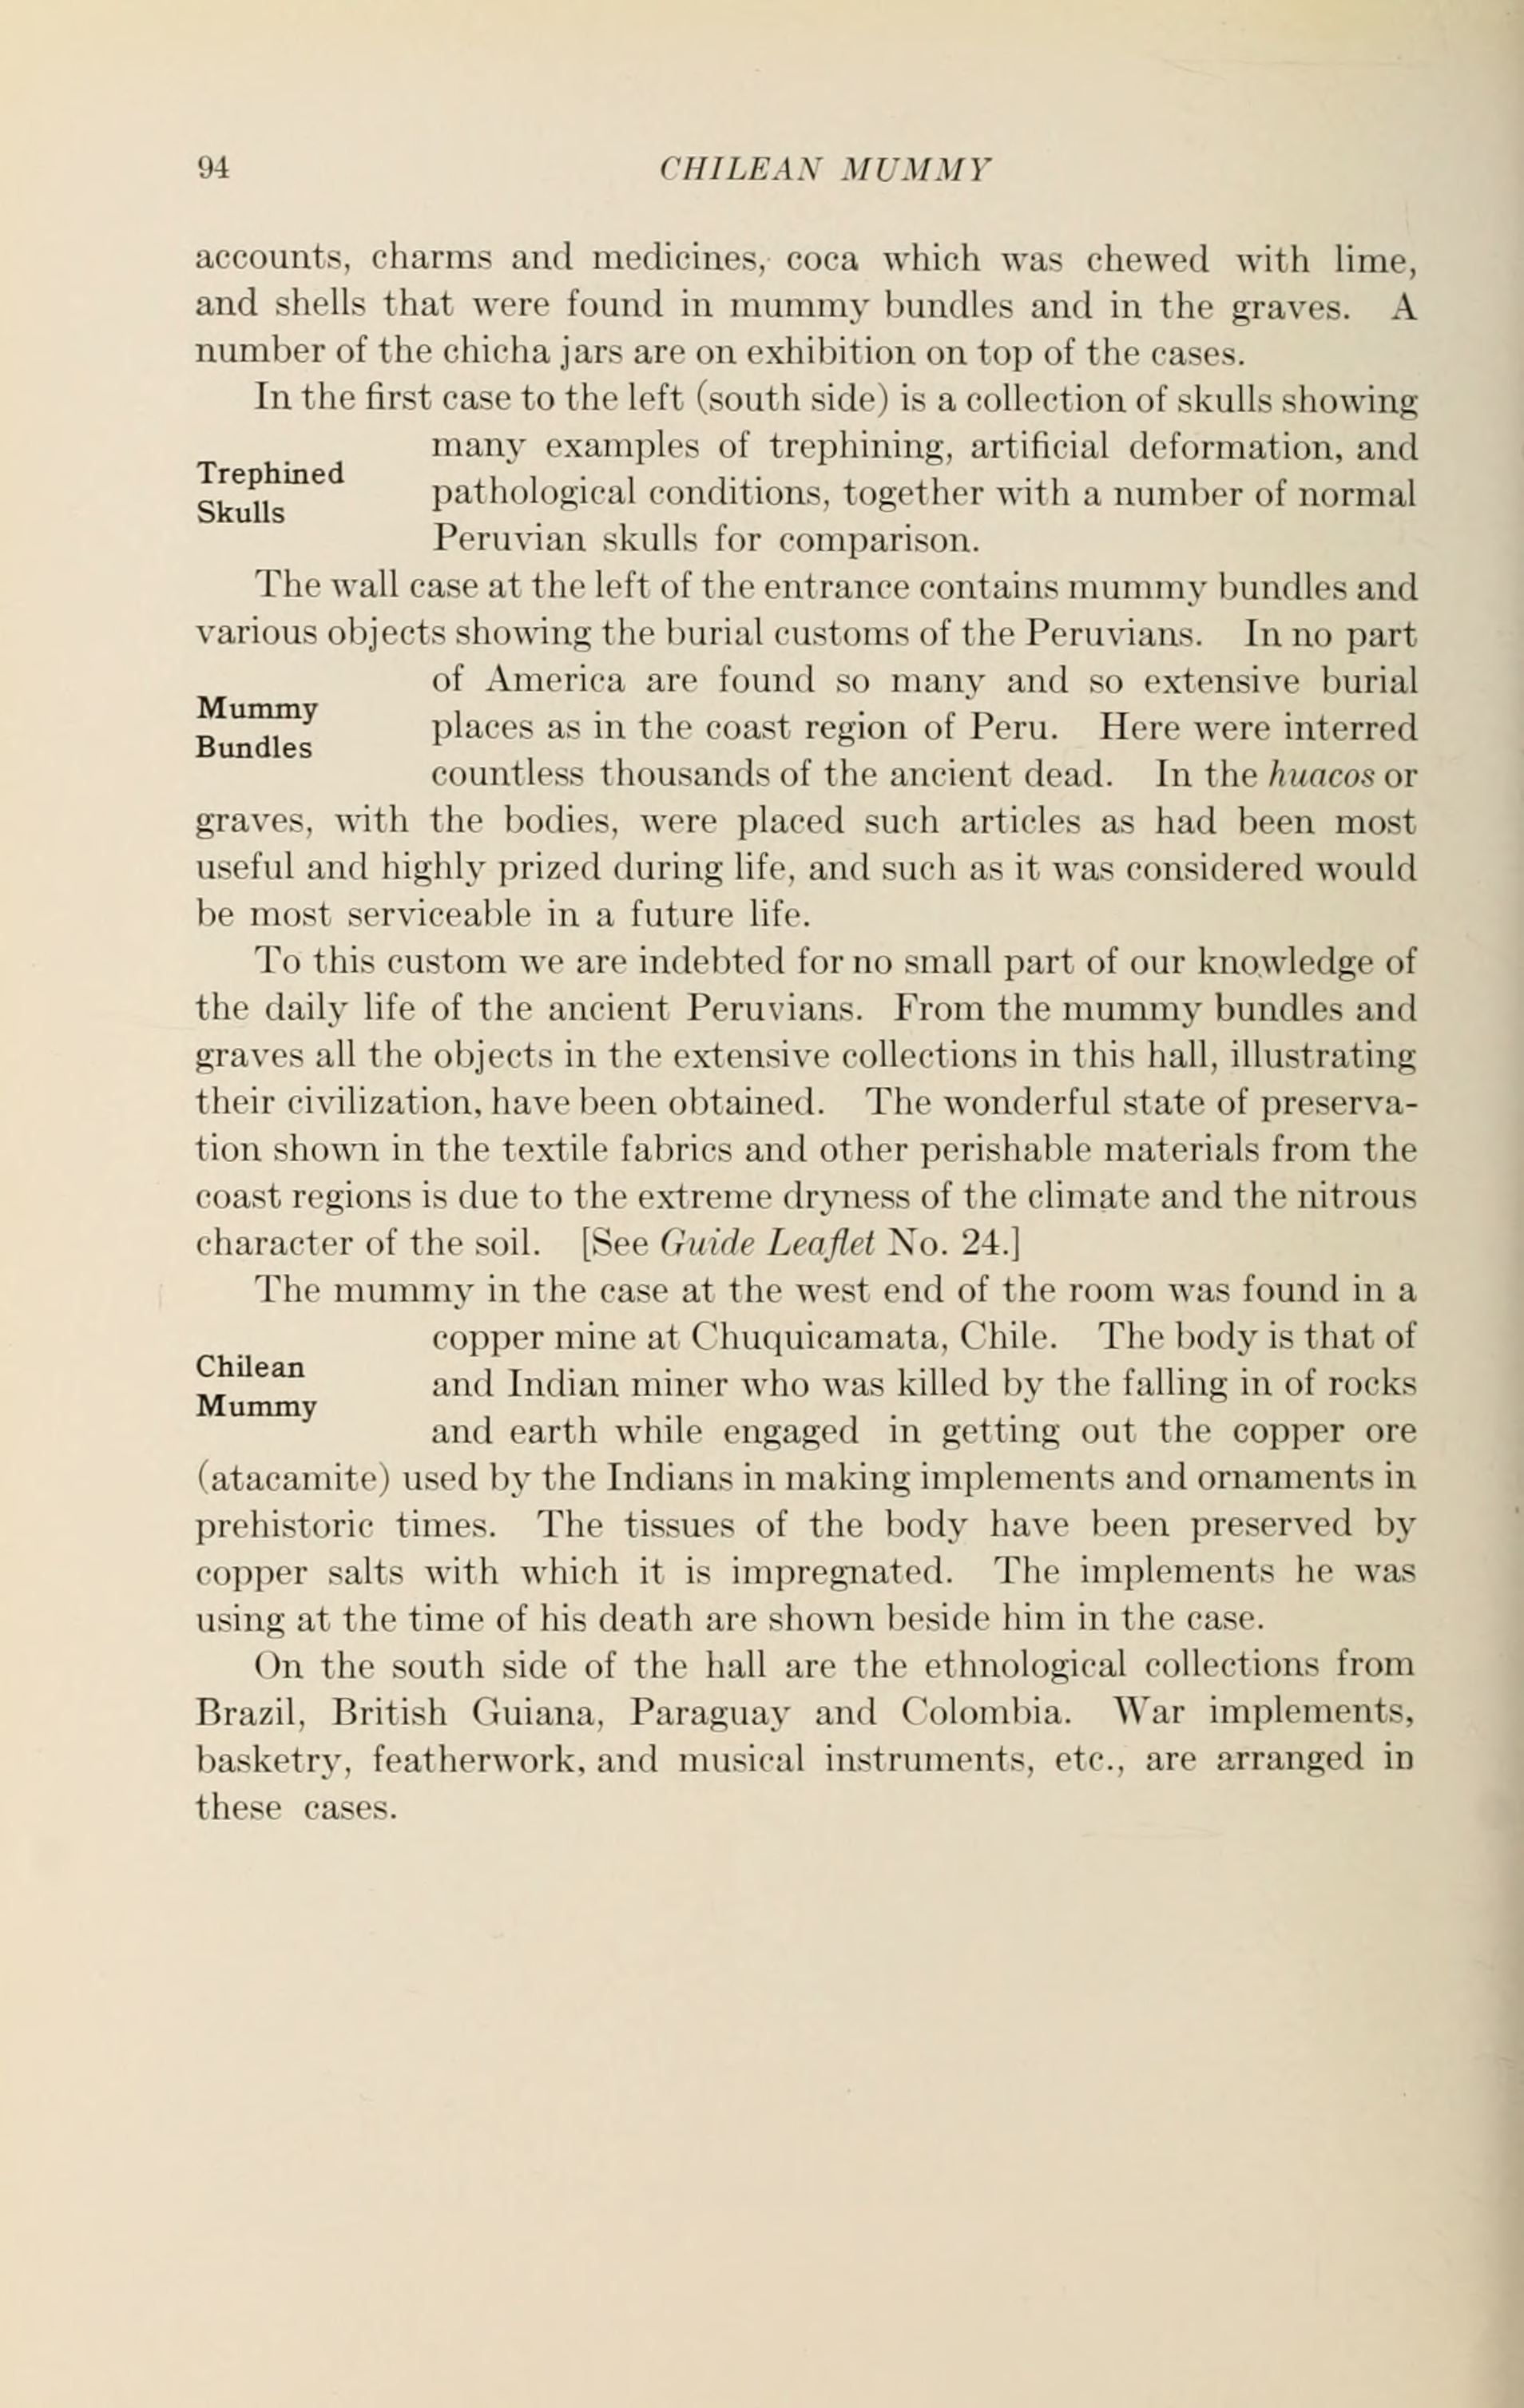 94
CHILEAN MUMMY
accounts, charms and medicines, coca which was chewed with lime,
and shells that were found in mummy bundles and in the graves. A
number of the chicha jars are on exhibition on top of the cases.
In the first case to the left (south side) is a collection of skulls showing
Trephined
Skulls
many examples of trephining, artificial deformation, and
pathological conditions, together with a number of normal
Peruvian skulls for comparison.
The wall case at the left of the entrance contains mummy bundles and
various objects showing the burial customs of the Peruvians. In no part
Mummy
Bundles
of America are found so many and so extensive burial
places as in the coast region of Peru. Here were interred
countless thousands of the ancient dead. In the huacos or
graves, with the bodies, were placed such articles as had been most
useful and highly prized during life, and such as it was considered would
be most serviceable in a future life.
To this custom we are indebted for no small part of our knowledge of
the daily life of the ancient Peruvians. From the mummy bundles and
graves all the objects in the extensive collections in this hall, illustrating
their civilization, have been obtained. The wonderful state of preserva-
tion shown in the textile fabrics and other perishable materials from the
coast regions is due to the extreme dryness of the climate and the nitrous
character of the soil. [See Guide Leaflet No. 24.]
The mummy in the case at the west end of the room was found in a
Chilean
Mummy
copper mine at Chuquicamata, Chile. The body is that of
and Indian miner who was killed by the falling in of rocks
and earth while engaged in getting out the copper ore
(atacamite) used by the Indians in making implements and ornaments in
prehistoric times. The tissues of the body have been preserved by
copper salts with which it is impregnated. The implements he was
using at the time of his death are shown beside him in the case.
On the south side of the hall are the ethnological collections from
Brazil, British Guiana, Paraguay and Colombia. War implements,
basketry, featherwork, and musical instruments, etc., are arranged in
these cases.